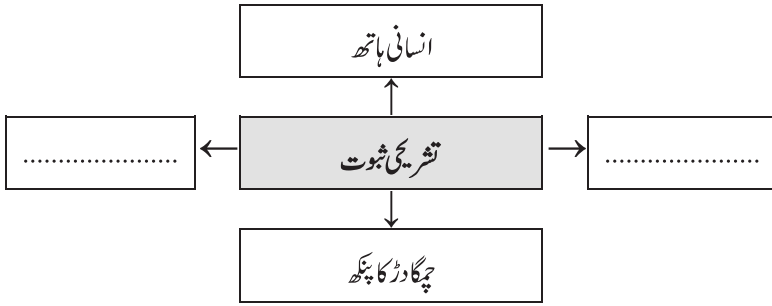 انسانی ہاتھ
..................... تشریحی ثبوت .....................
چمگادڑ کا پنکھ